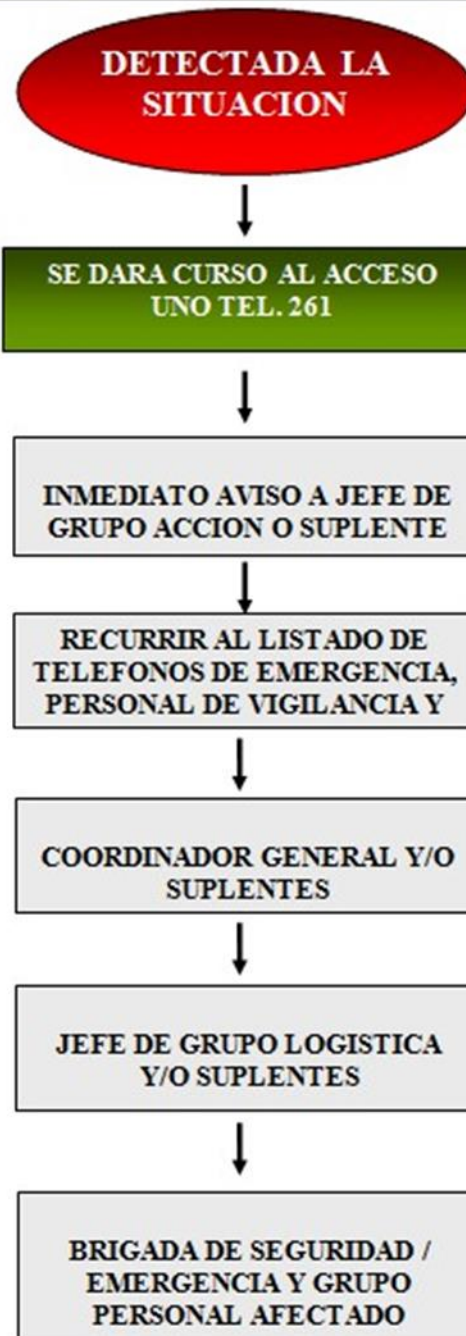 DETECTADA LA
SITUACION
SE DARA CURSO AL ACCESO
UNO TEL. 261
INMEDIATO AVISO A JEFE DE
GRUPO ACCION O SUPLENTE
RECURRIR AL LISTADO DE
TELEFONOS DE EMERGENCIA,
PERSONAL DE VIGILANCIA Y
COORDINADOR GENERAL Y/O
SUPLENTES
JEFE DE GRUPO LOGISTICA
Y/O SUPLENTES
BRIGADA DE SEGURIDAD /
EMERGENCIA Y GRUPO
PERSONAL AFECTADO